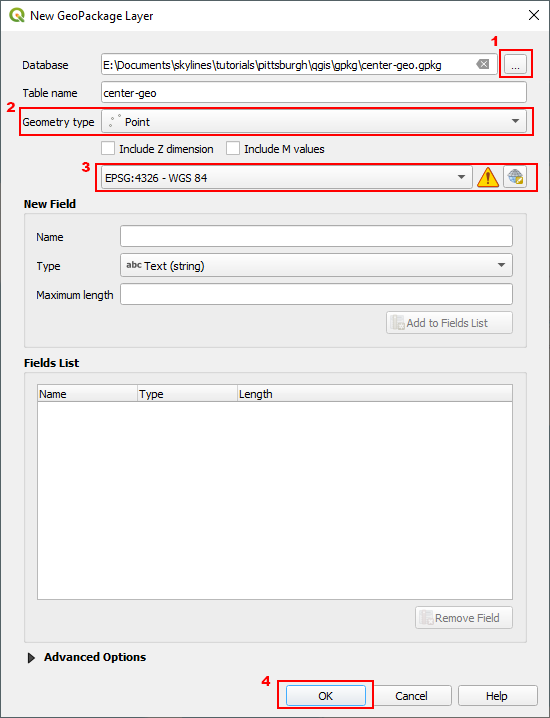 New GeoPackage Layer
1
Database E:\Documents\skylines\tutorials\pittsburgh\qgis\gpkg\center-geo.gpkg ...
Table name center-geo
2
Geometry type Point
Include Z dimension Include M values
3
EPSG:4326 - WGS 84
New Field
Name
Type abc Text (string)
Maximum length
Add to Fields List
Fields List
Name Type Length
Remove Field
Advanced Options
4
OK Cancel Help